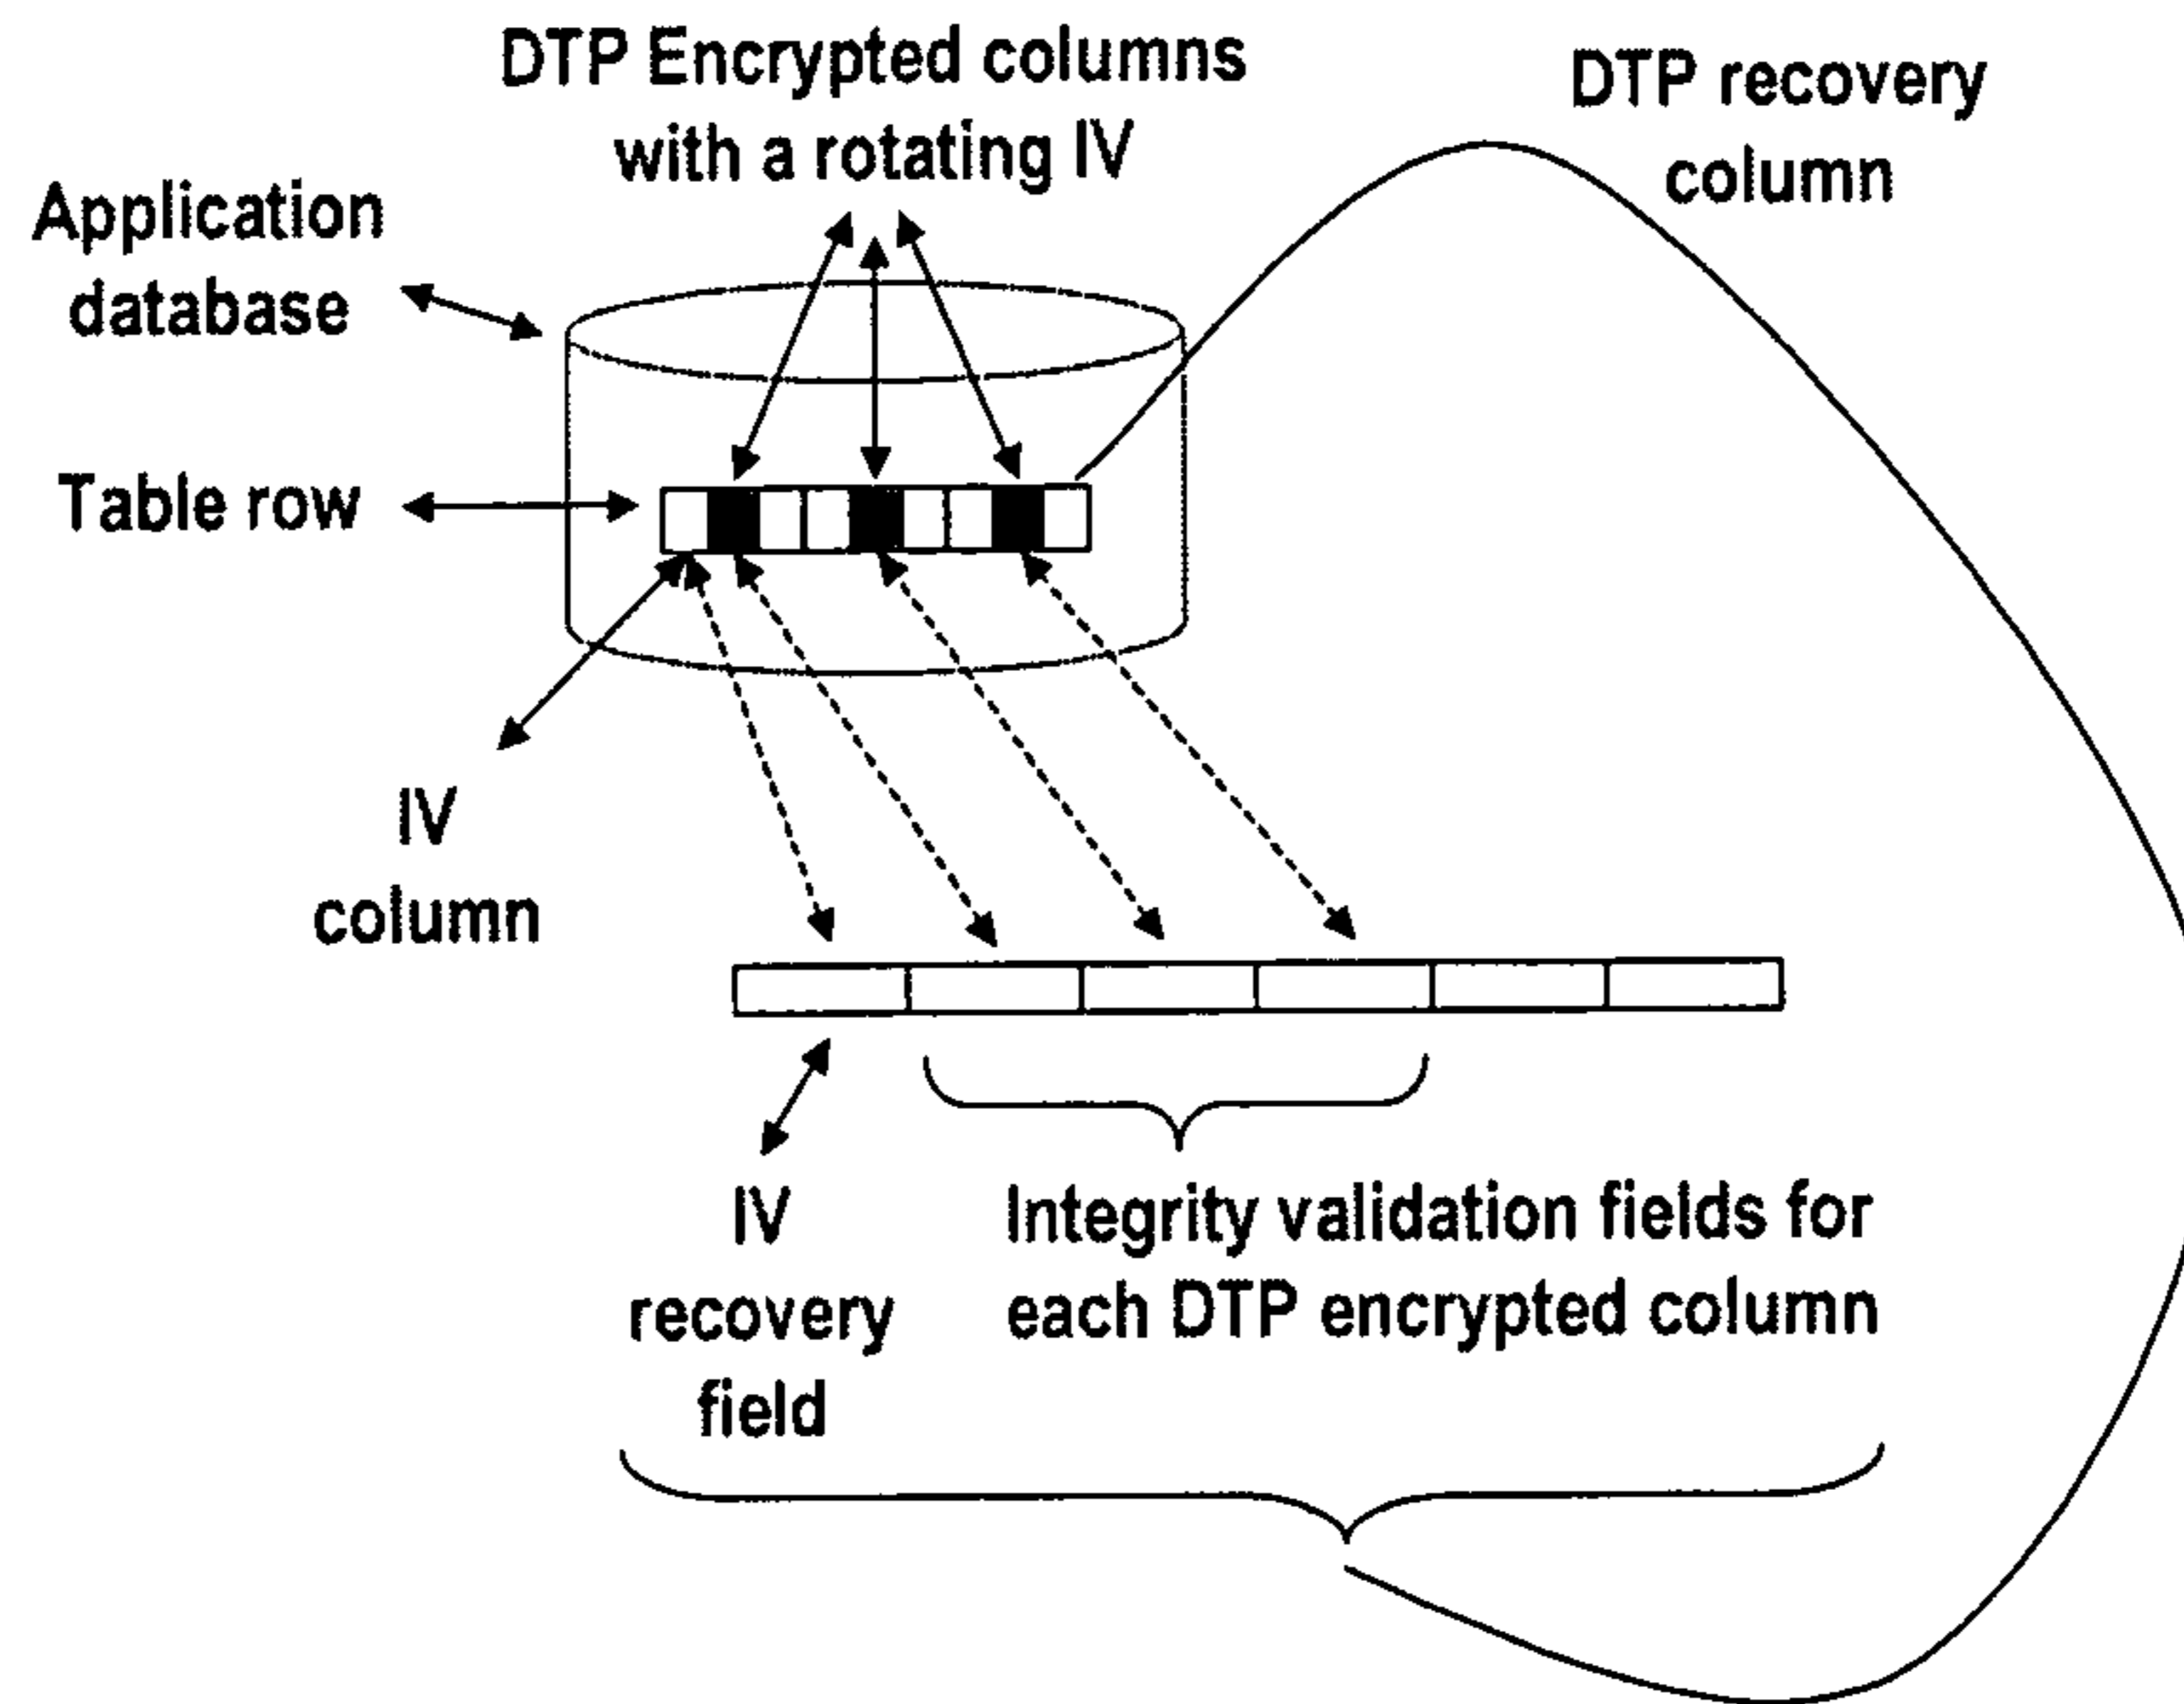 DTP Encrypted columns
with a rotating IV
DTP recovery
column
Application
database
Table row
IV
column
IV
recovery
field
Integrity validation fields for
each DTP encrypted column